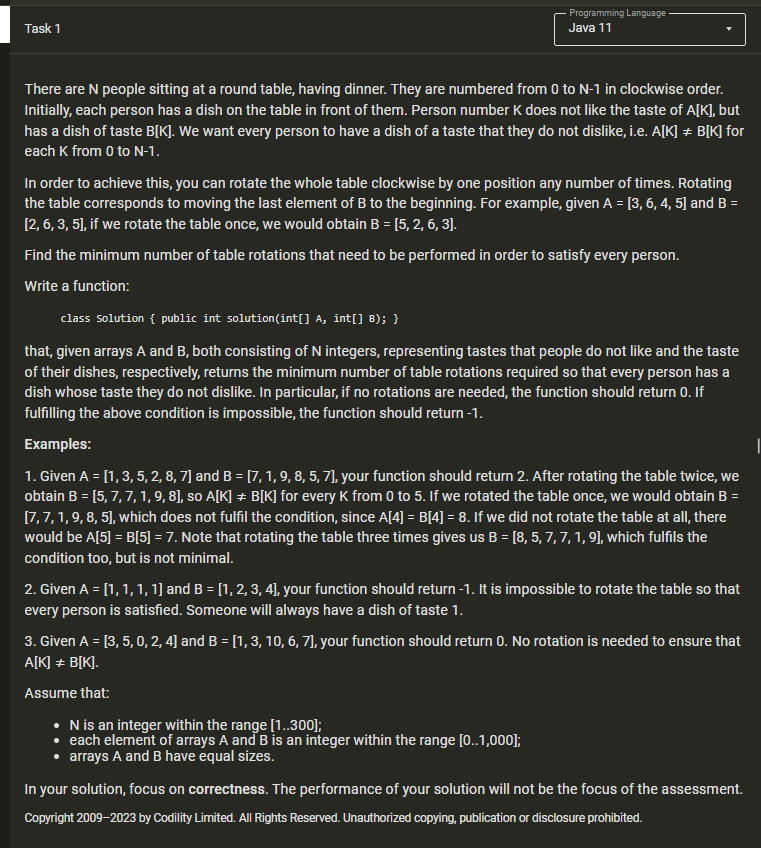 Task 1
Programming Language
Java 11
There are N people sitting at a round table, having dinner. They are numbered from 0 to N-1 in clockwise order.
Initially, each person has a dish on the table in front of them. Person number K does not like the taste of A[K], but
has a dish of taste B[K]. We want every person to have a dish of a taste that they do not dislike, i.e. A[K] ≠ B[K] for
each K from 0 to N-1.
In order to achieve this, you can rotate the whole table clockwise by one position any number of times. Rotating
the table corresponds to moving the last element of B to the beginning. For example, given A = [3, 6, 4, 5] and B =
[2, 6, 3, 5], if we rotate the table once, we would obtain B = [5, 2, 6, 3].
Find the minimum number of table rotations that need to be performed in order to satisfy every person.
Write a function:
class Solution { public int solution(int[] A, int[] B); }
that, given arrays A and B, both consisting of N integers, representing tastes that people do not like and the taste
of their dishes, respectively, returns the minimum number of table rotations required so that every person has a
dish whose taste they do not dislike. In particular, if no rotations are needed, the function should return 0. If
fulfilling the above condition is impossible, the function should return -1.
Examples:
1. Given A = [1, 3, 5, 2, 8, 7] and B = [7, 1, 9, 8, 5, 7], your function should return 2. After rotating the table twice, we
obtain B = [5, 7, 7, 1, 9, 8], so A[K] ≠ B[K] for every K from 0 to 5. If we rotated the table once, we would obtain B =
[7, 7, 1, 9, 8, 5], which does not fulfil the condition, since A[4] = B[4] = 8. If we did not rotate the table at all, there
would be A[5] = B[5] = 7. Note that rotating the table three times gives us B = [8, 5, 7, 7, 1, 9], which fulfils the
condition too, but is not minimal.
2. Given A = [1, 1, 1, 1] and B = [1, 2, 3, 4], your function should return -1. It is impossible to rotate the table so that
every person is satisfied. Someone will always have a dish of taste 1.
3. Given A = [3, 5, 0, 2, 4] and B = [1, 3, 10, 6, 7], your function should return 0. No rotation is needed to ensure that
A[K] ≠ B[K].
Assume that:
• N is an integer within the range [1..300];
• each element of arrays A and B is an integer within the range [0..1,000];
• arrays A and B have equal sizes.
In your solution, focus on correctness. The performance of your solution will not be the focus of the assessment.
Copyright 2009–2023 by Codility Limited. All Rights Reserved. Unauthorized copying, publication or disclosure prohibited.